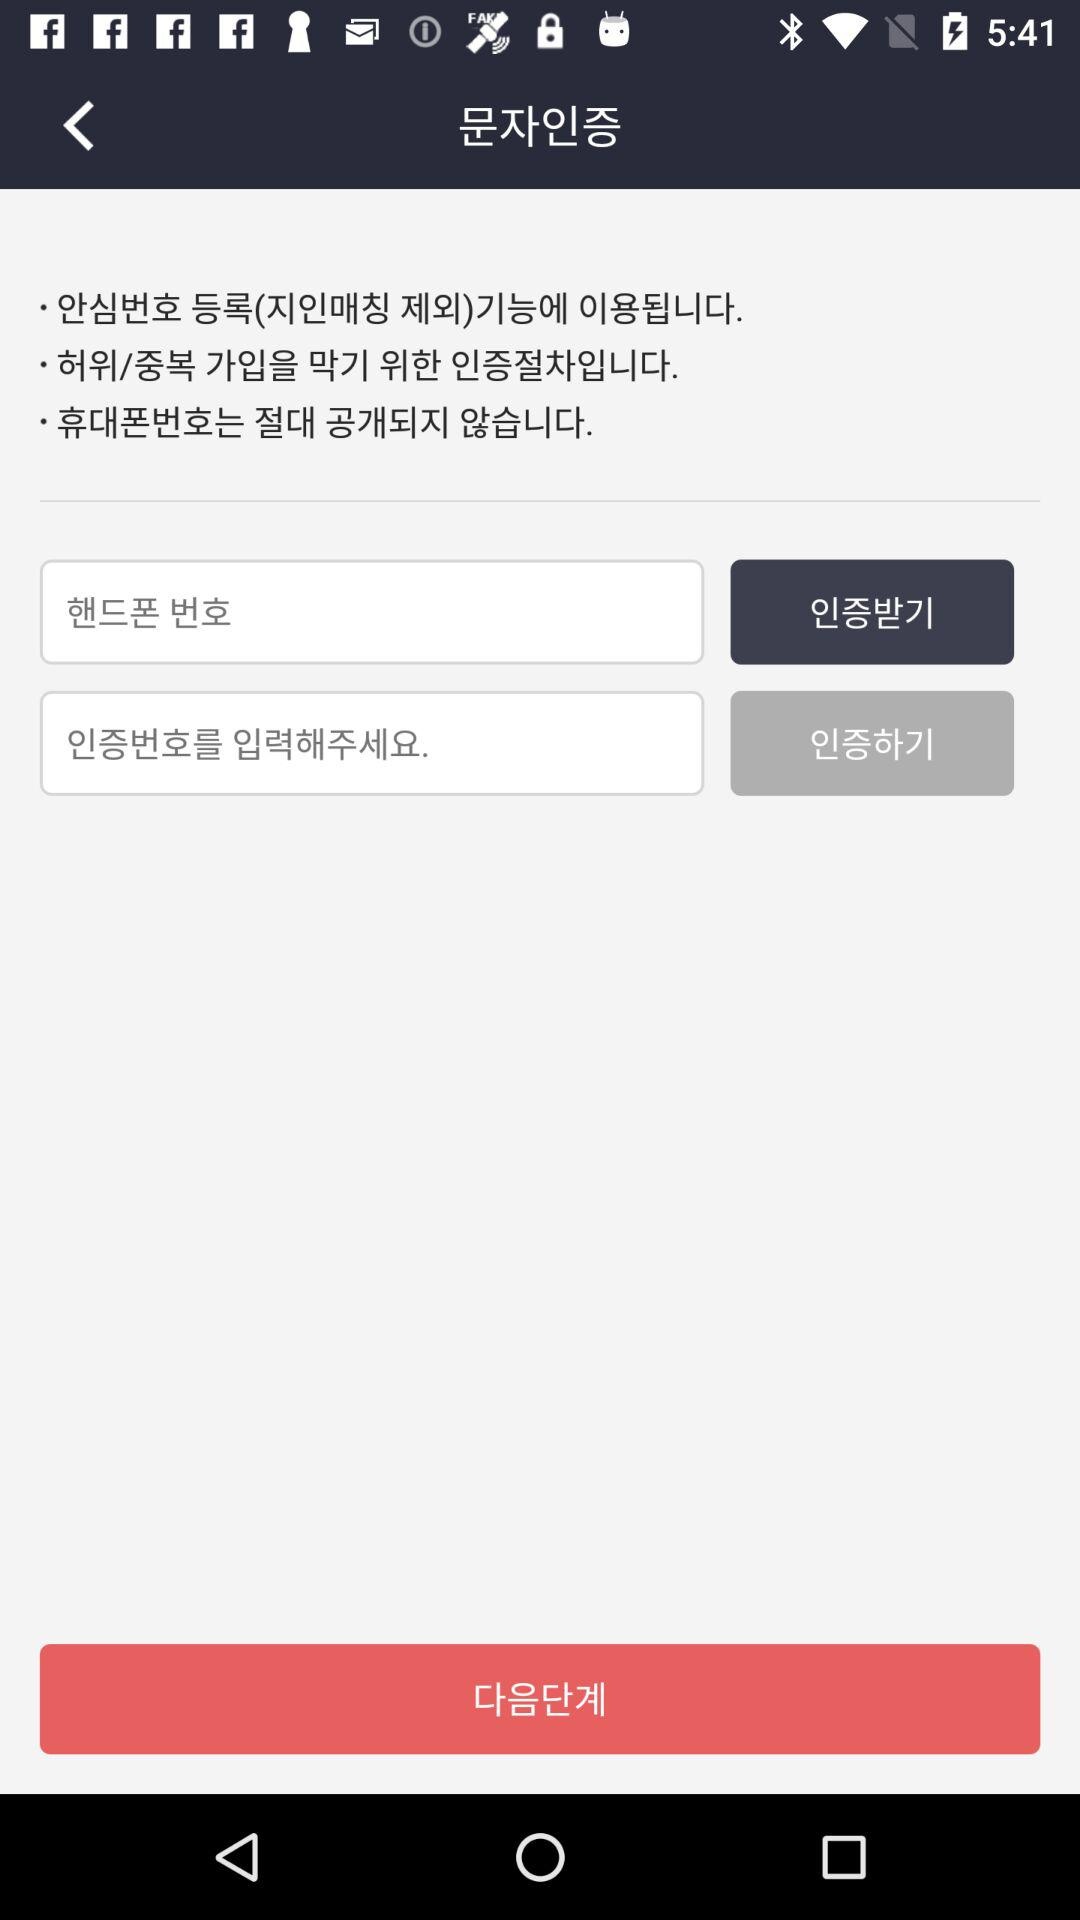 FAKE
5:41
문자인증
· 안심번호 등록(지인매칭 제외)기능에 이용됩니다.
· 허위/중복 가입을 막기 위한 인증절차입니다.
· 휴대폰번호는 절대 공개되지 않습니다.
핸드폰 번호
인증받기
인증번호를 입력해주세요.
인증하기
다음단계